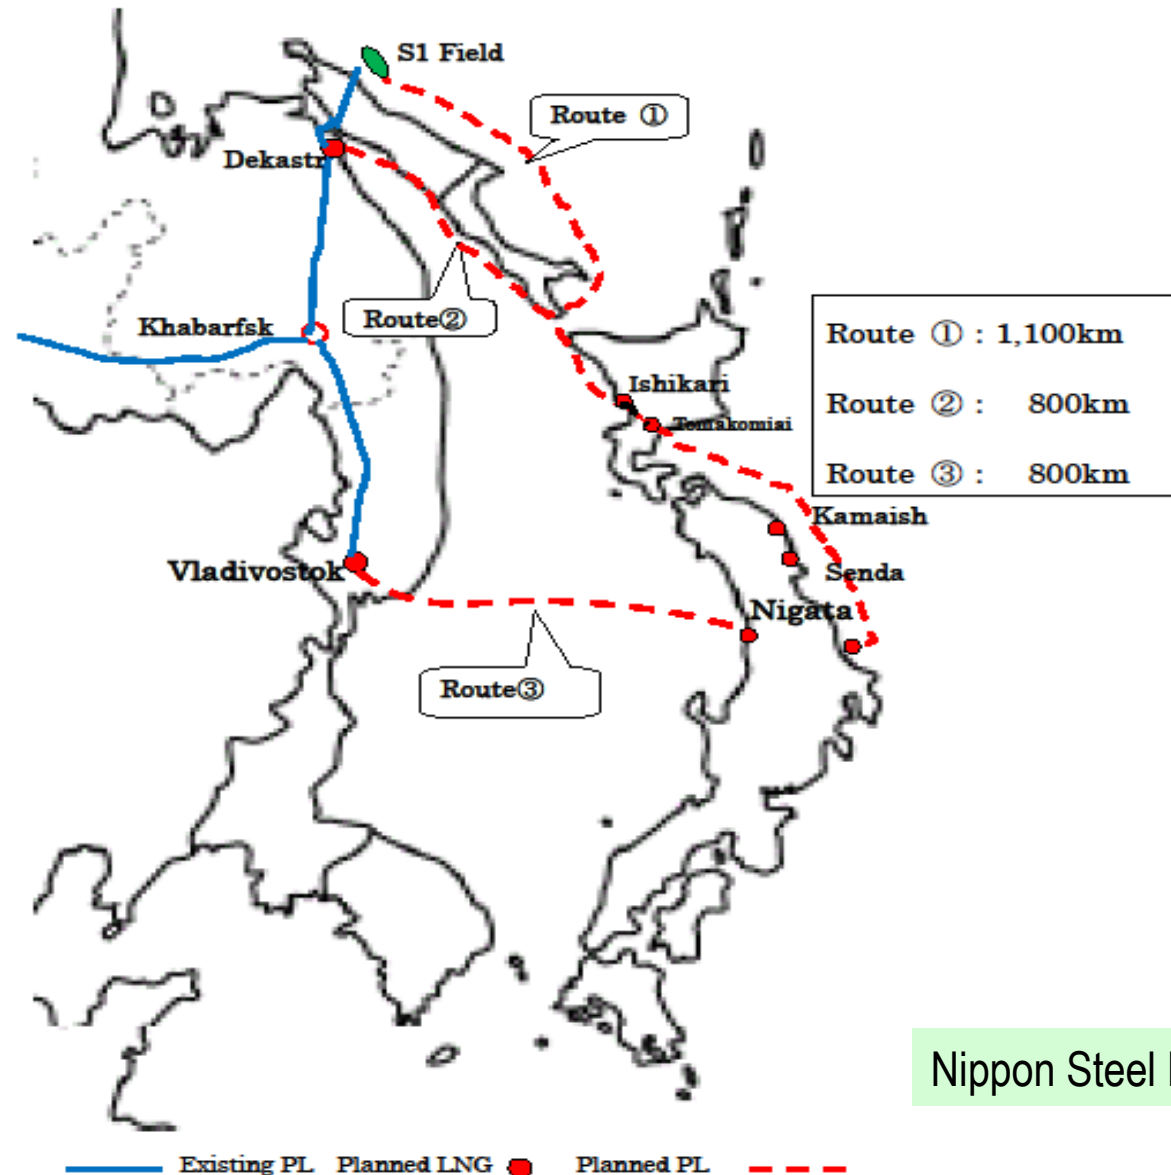 S1 Field
Route ①
Dekastr
Route②
Khabarfsk
Route ① : 1,100km
Route ② : 800km
Route ③ : 800km
Ishikari
Tomakomiai
Kamaish
Senda
Vladivostok
Nigata
Route③
Nippon Steel
Existing PL Planned LNG Planned PL